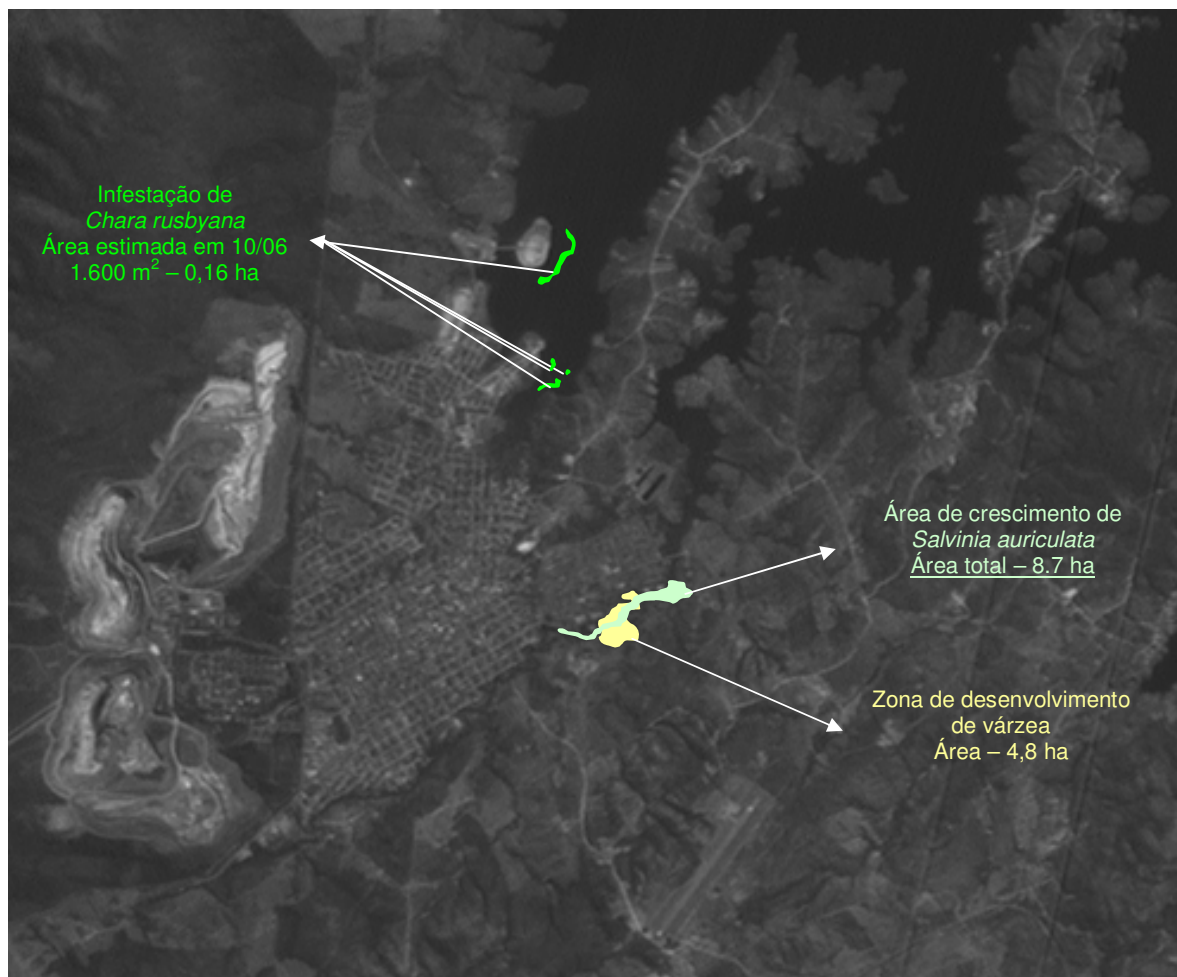 Infestação de
Chara rusbyana
Área estimada em 10/06
1.600 m² – 0,16 ha
Área de crescimento de
Salvinia auriculata
Área total – 8.7 ha
Zona de desenvolvimento
de várzea
Área – 4,8 ha